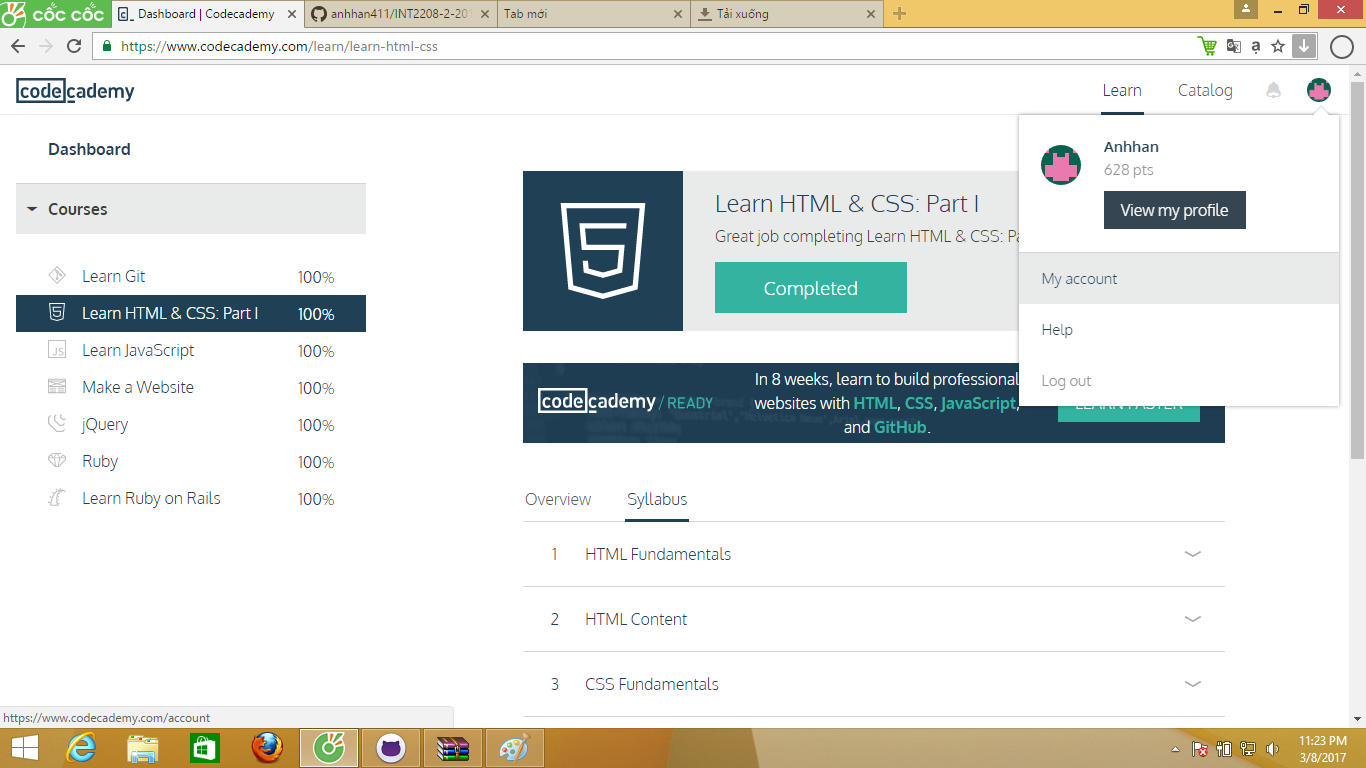 cốc cốc
Dashboard | Codecademy
anhhan411/INT2208-2-201
Tab mới
Tải xuống
https://www.codecademy.com/learn/learn-html-css
codecademy
Learn
Catalog
Anhhan
628 pts
View my profile
My account
Help
Log out
Dashboard
Courses
Learn Git 100%
Learn HTML & CSS: Part I 100%
Learn JavaScript 100%
Make a Website 100%
jQuery 100%
Ruby 100%
Learn Ruby on Rails 100%
Learn HTML & CSS: Part I
Great job completing Learn HTML & CSS: Pa
Completed
codecademy / READY
In 8 weeks, learn to build professional
websites with HTML, CSS, JavaScript,
and GitHub.
LEARN FASTER
Overview
Syllabus
1 HTML Fundamentals
2 HTML Content
3 CSS Fundamentals
https://www.codecademy.com/account
11:23 PM
3/8/2017